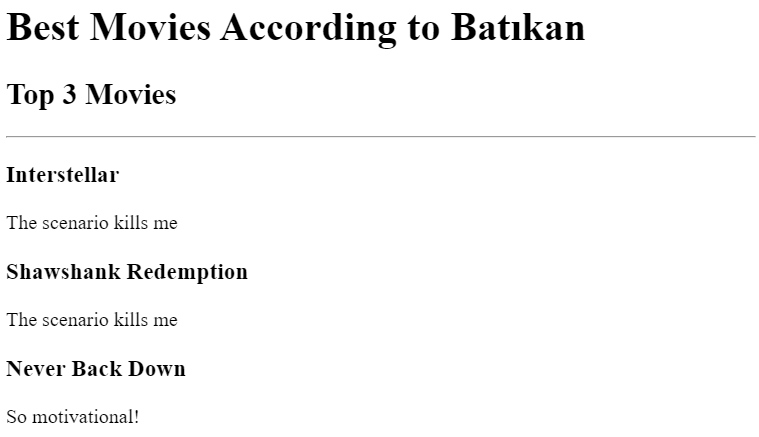 Best Movies According to Batıkan
Top 3 Movies
Interstellar
The scenario kills me
Shawshank Redemption
The scenario kills me
Never Back Down
So motivational!